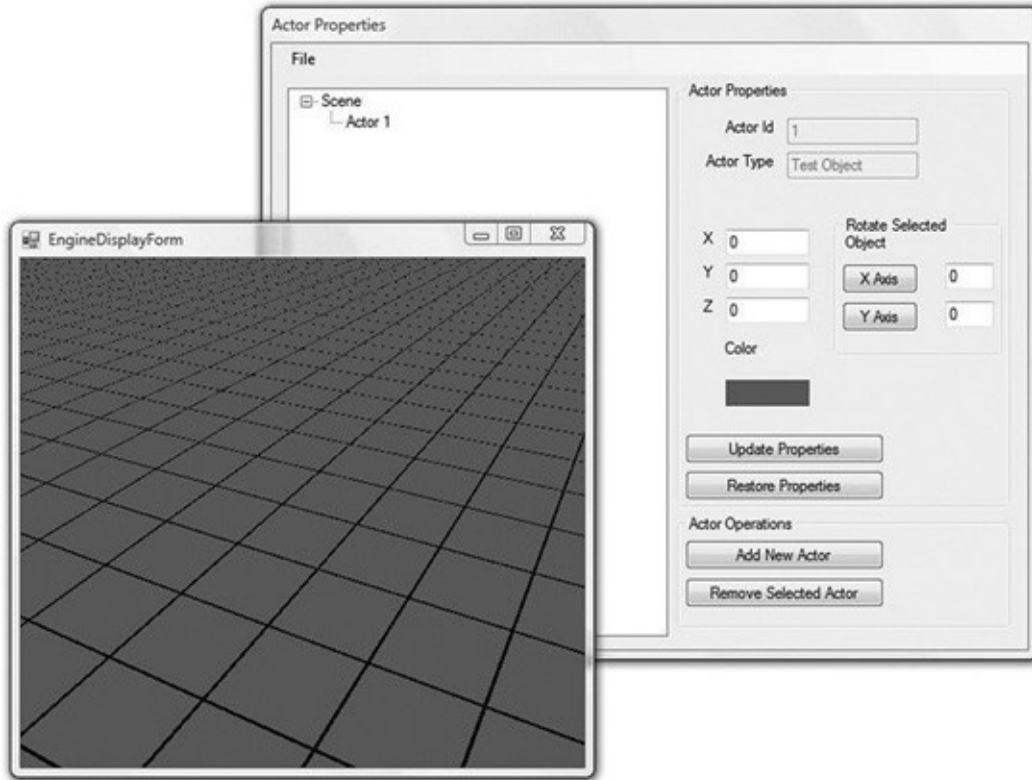 Actor Properties
File
Scene
Actor 1
Actor Properties
Actor Id 1
Actor Type Test Object
X 0
Y 0
Z 0
Rotate Selected
Object
X Axis 0
Y Axis 0
Color
Update Properties
Restore Properties
Actor Operations
Add New Actor
Remove Selected Actor
EngineDisplayForm